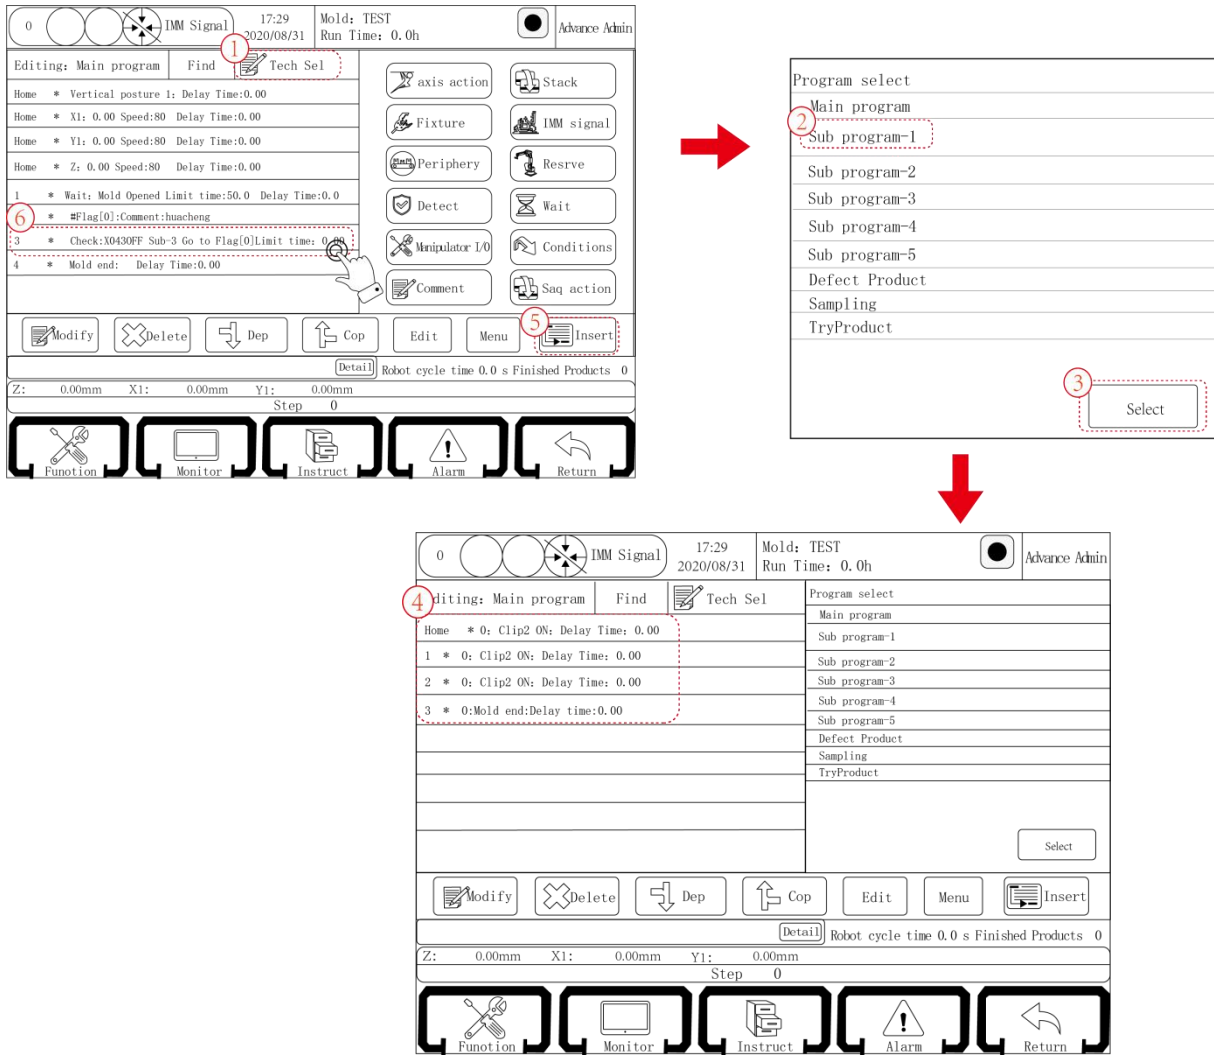 0 IMM Signal 17:29 2020/08/31 Mold: TEST Run Time: 0.0h Advance Admin
1
Editing: Main program Find Tech Sel
Home * Vertical posture 1: Delay Time:0.00
Home * X1: 0.00 Speed:80 Delay Time:0.00
Home * Y1: 0.00 Speed:80 Delay Time:0.00
Home * Z: 0.00 Speed:80 Delay Time:0.00
1 * Wait: Mold Opened Limit time:50.0 Delay Time:0.0
6 * #Flag[0]:Comment:huacheng
3 * Check:X043OFF Sub-3 Go to Flag[0]Limit time: 0.00
4 * Mold end: Delay Time:0.00
axis action Stack
Fixture IMM signal
Periphery Resrve
Detect Wait
Manipulator I/0 Conditions
Comment Saq action
5
Modify Delete Dep Cop Edit Menu Insert
Detail Robot cycle time 0.0 s Finished Products 0
Z: 0.00mm X1: 0.00mm Y1: 0.00mm
Step 0
Funotion Monitor Instruct Alarm Return
Program select
Main program
2
Sub program-1
Sub program-2
Sub program-3
Sub program-4
Sub program-5
Defect Product
Sampling
TryProduct
3
Select
0 IMM Signal 17:29 2020/08/31 Mold: TEST Run Time: 0.0h Advance Admin
4 diting: Main program Find Tech Sel
Home * 0: Clip2 ON: Delay Time: 0.00
1 * 0: Clip2 ON: Delay Time: 0.00
2 * 0: Clip2 ON: Delay Time: 0.00
3 * 0:Mold end:Delay time:0.00
Program select
Main program
Sub program-1
Sub program-2
Sub program-3
Sub program-4
Sub program-5
Defect Product
Sampling
TryProduct
Select
Modify Delete Dep Cop Edit Menu Insert
Detail Robot cycle time 0.0 s Finished Products 0
Z: 0.00mm X1: 0.00mm Y1: 0.00mm
Step 0
Funotion Monitor Instruct Alarm Return